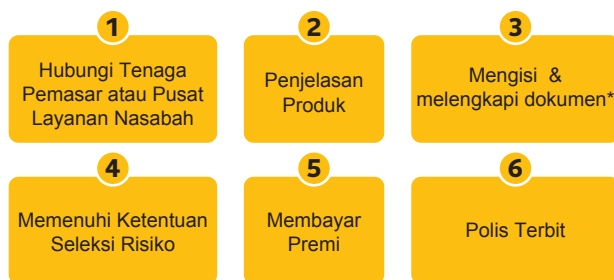 1
Hubungi Tenaga
Pemasar atau Pusat
Layanan Nasabah
2
Penjelasan
Produk
3
Mengisi &
melengkapi dokumen*
4
Memenuhi Ketentuan
Seleksi Risiko
5
Membayar
Premi
6
Polis Terbit